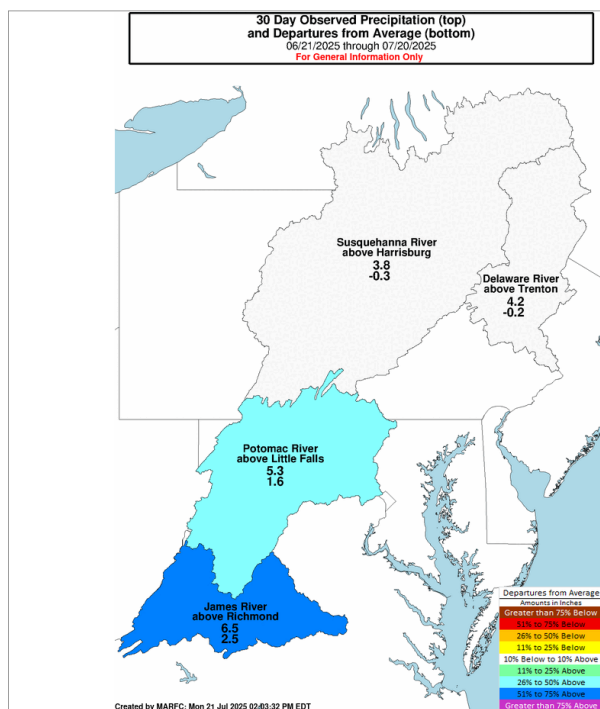 30 Day Observed Precipitation (top)
and Departures from Average (bottom)
06/21/2025 through 07/20/2025
For General Information Only
Susquehanna River
above Harrisburg
3.8
-0.3
Delaware River
above Trenton
4.2
-0.2
Potomac River
above Little Falls
5.3
1.6
James River
above Richmond
6.5
2.5
Departures from Average
Amounts in Inches
Greater than 75% Below
51% to 75% Below
26% to 50% Below
11% to 25% Below
10% Below to 10% Above
11% to 25% Above
26% to 50% Above
51% to 75% Above
Greater than 75% Above
Created by MARFC: Mon 21 Jul 2025 02:03:32 PM EDT